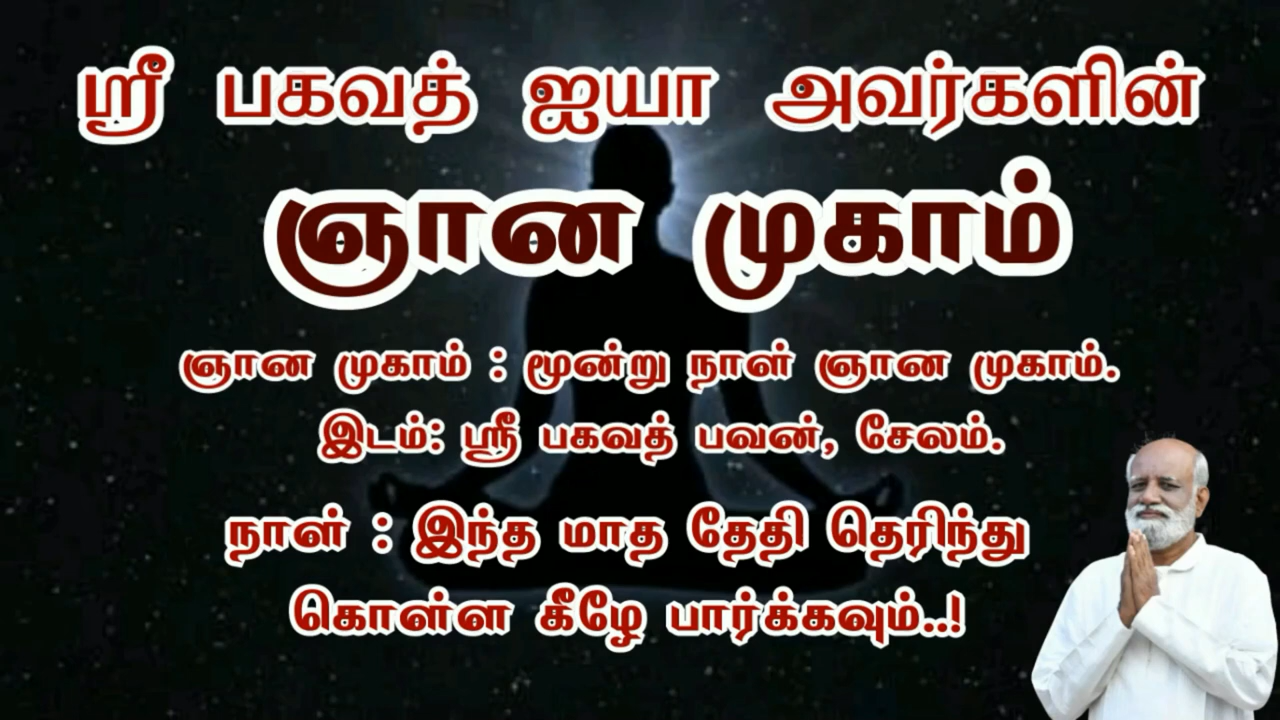 ஸ்ரீ பகவத் ஐயா அவர்களின்
ஞான முகாம்
ஞான முகாம் : மூன்று நாள் ஞான முகாம்.
இடம்: ஸ்ரீ பகவத் பவன், சேலம்.
நாள் : இந்த மாத தேதி தெரிந்து
கொள்ள கீழே பார்க்கவும்..!